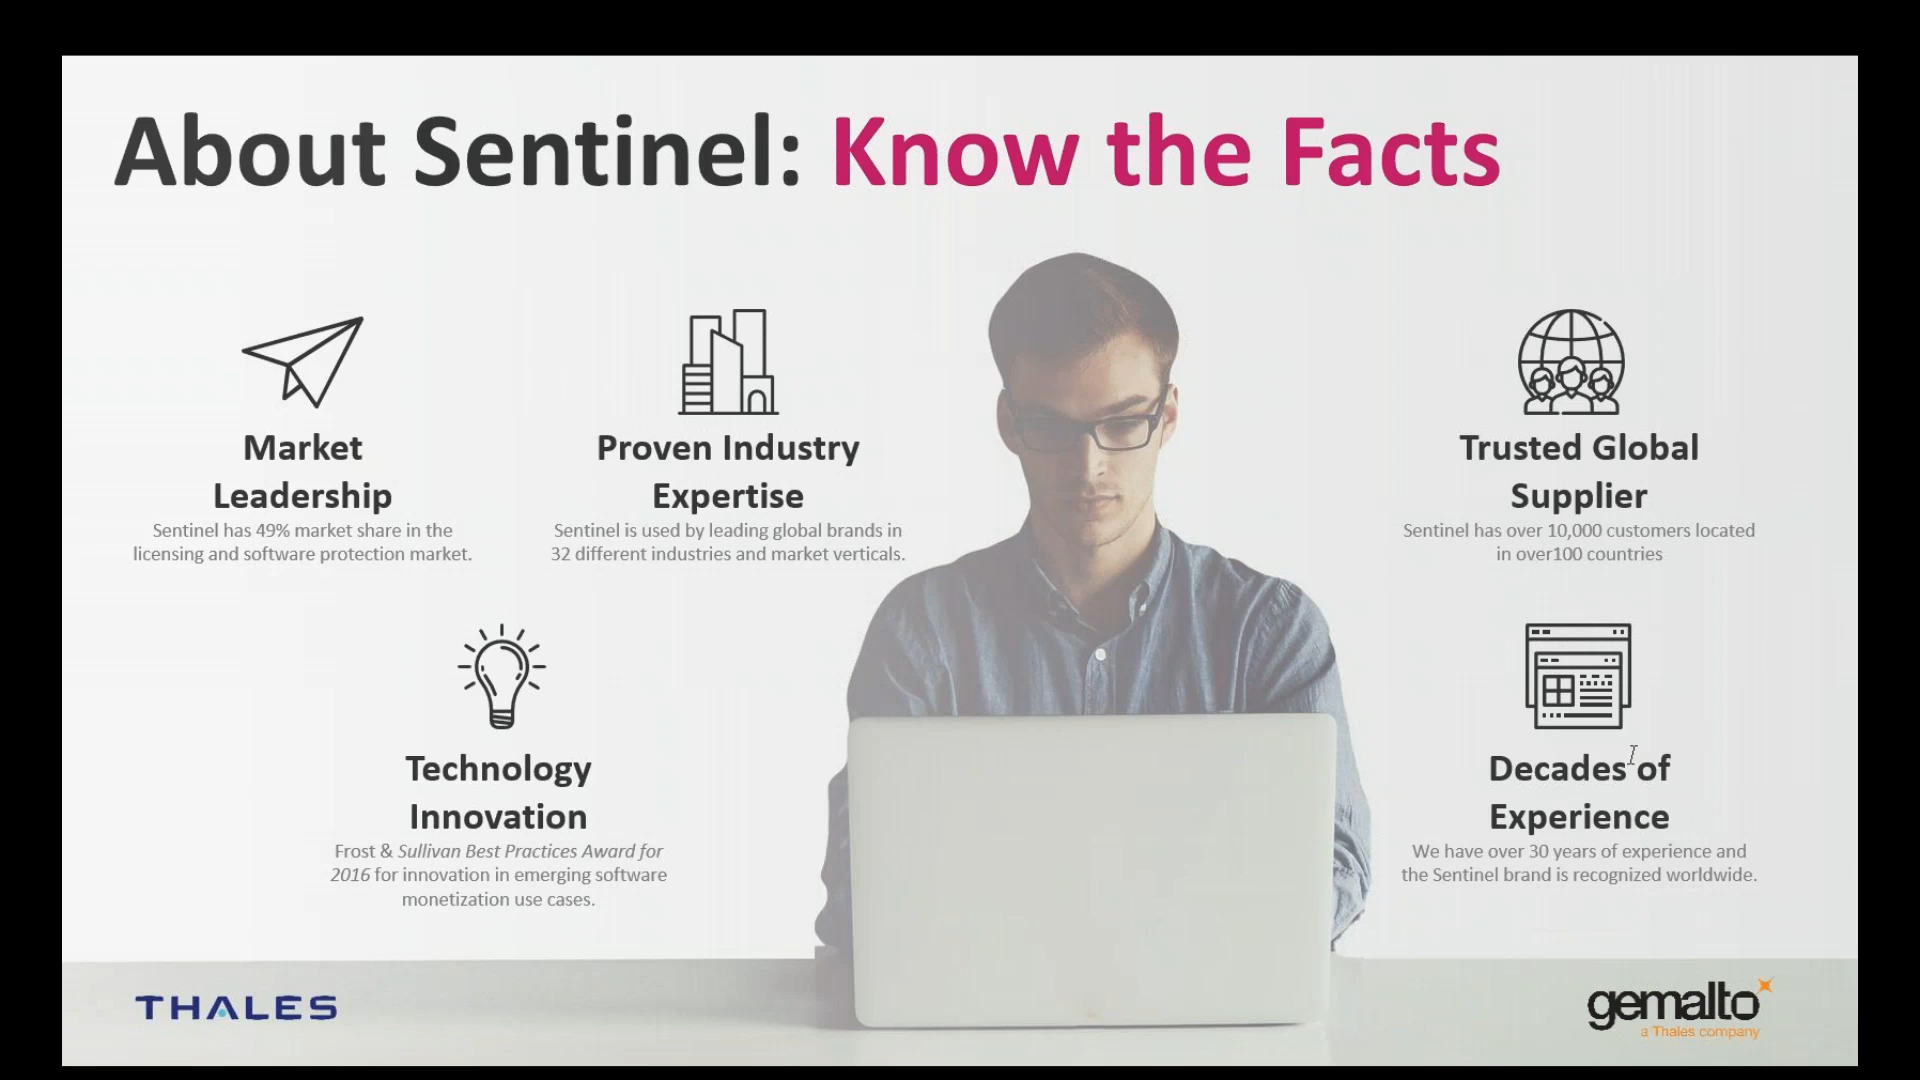 About Sentinel: Know the Facts
Market
Leadership
Sentinel has 49% market share in the
licensing and software protection market.
Proven Industry
Expertise
Sentinel is used by leading global brands in
32 different industries and market verticals.
Trusted Global
Supplier
Sentinel has over 10,000 customers located
in over100 countries
Technology
Innovation
Frost & Sullivan Best Practices Award for
2016 for innovation in emerging software
monetization use cases.
Decades of
Experience
We have over 30 years of experience and
the Sentinel brand is recognized worldwide.
THALES
gemalto
a Thales company